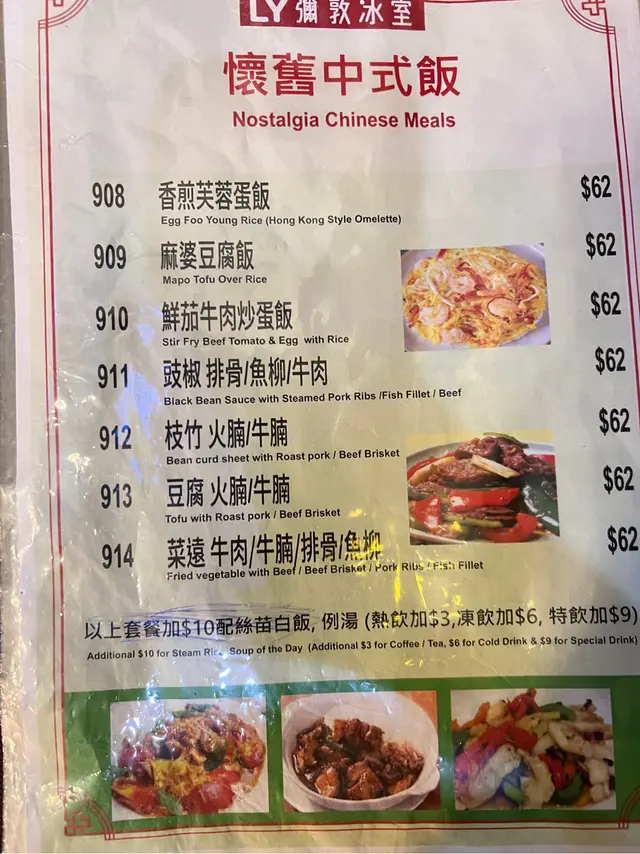 LY 彌敦冰室
懷舊中式飯
Nostalgia Chinese Meals
908 香煎芙蓉蛋飯 $62
Egg Foo Young Rice (Hong Kong Style Omelette)
909 麻婆豆腐飯 $62
Mapo Tofu Over Rice
910 鮮茄牛肉炒蛋飯 $62
Stir Fry Beef Tomato & Egg with Rice
911 豉椒 排骨/魚柳/牛肉 $62
Black Bean Sauce with Steamed Pork Ribs /Fish Fillet / Beef
912 枝竹 火腩/牛腩 $62
Bean curd sheet with Roast pork / Beef Brisket
913 豆腐 火腩/牛腩 $62
Tofu with Roast pork / Beef Brisket
914 菜遠 牛肉/牛腩/排骨/魚柳 $62
Fried vegetable with Beef / Beef Brisket / Pork Ribs / Fish Fillet
以上套餐加$10配絲苗白飯, 例湯 (熱飲加$3,凍飲加$6, 特飲加$9)
Additional $10 for Steam Rice, Soup of the Day (Additional $3 for Coffee / Tea, $6 for Cold Drink & $9 for Special Drink)